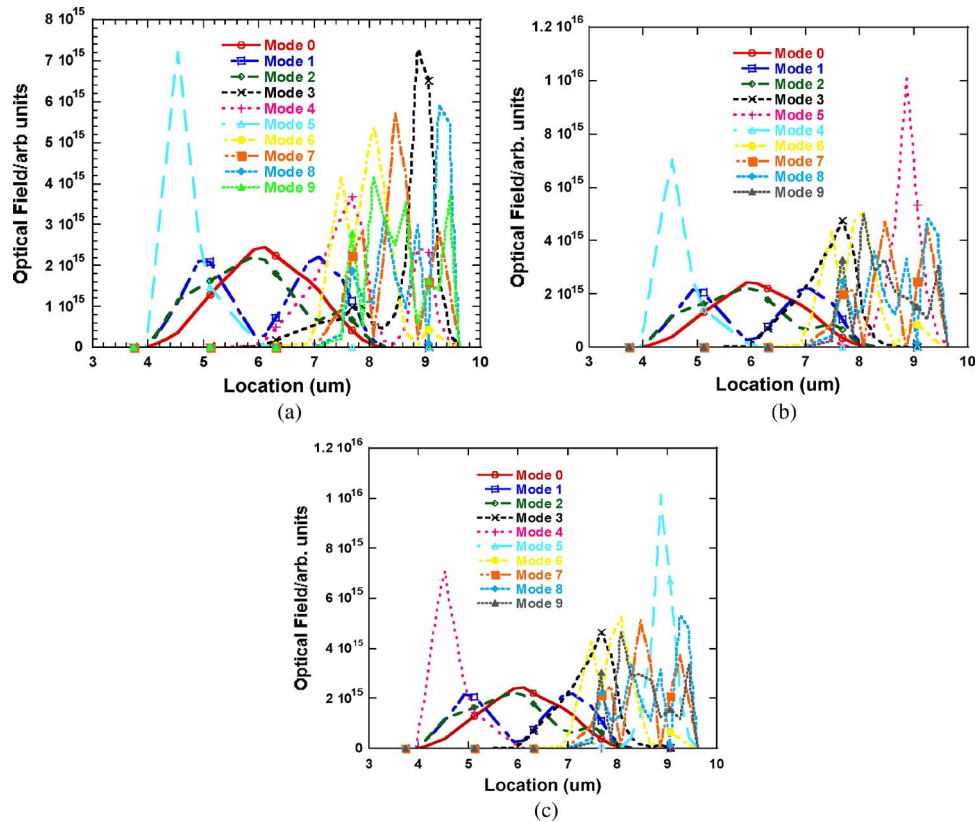 8 10^15
7 10^15
6 10^15
5 10^15
4 10^15
3 10^15
2 10^15
1 10^15
0
Optical Field/arb units
Mode 0
Mode 1
Mode 2
Mode 3
Mode 4
Mode 5
Mode 6
Mode 7
Mode 8
Mode 9
3 4 5 6 7 8 9 10
Location (um)
(a)
1.2 10^16
1 10^16
8 10^15
6 10^15
4 10^15
2 10^15
0
Optical Field/arb. units
Mode 0
Mode 1
Mode 2
Mode 3
Mode 5
Mode 4
Mode 6
Mode 7
Mode 8
Mode 9
3 4 5 6 7 8 9 10
Location (um)
(b)
1.2 10^16
1 10^16
8 10^15
6 10^15
4 10^15
2 10^15
0
Optical Field/arb. units
Mode 0
Mode 1
Mode 2
Mode 3
Mode 4
Mode 5
Mode 6
Mode 7
Mode 8
Mode 9
3 4 5 6 7 8 9 10
Location (um)
(c)